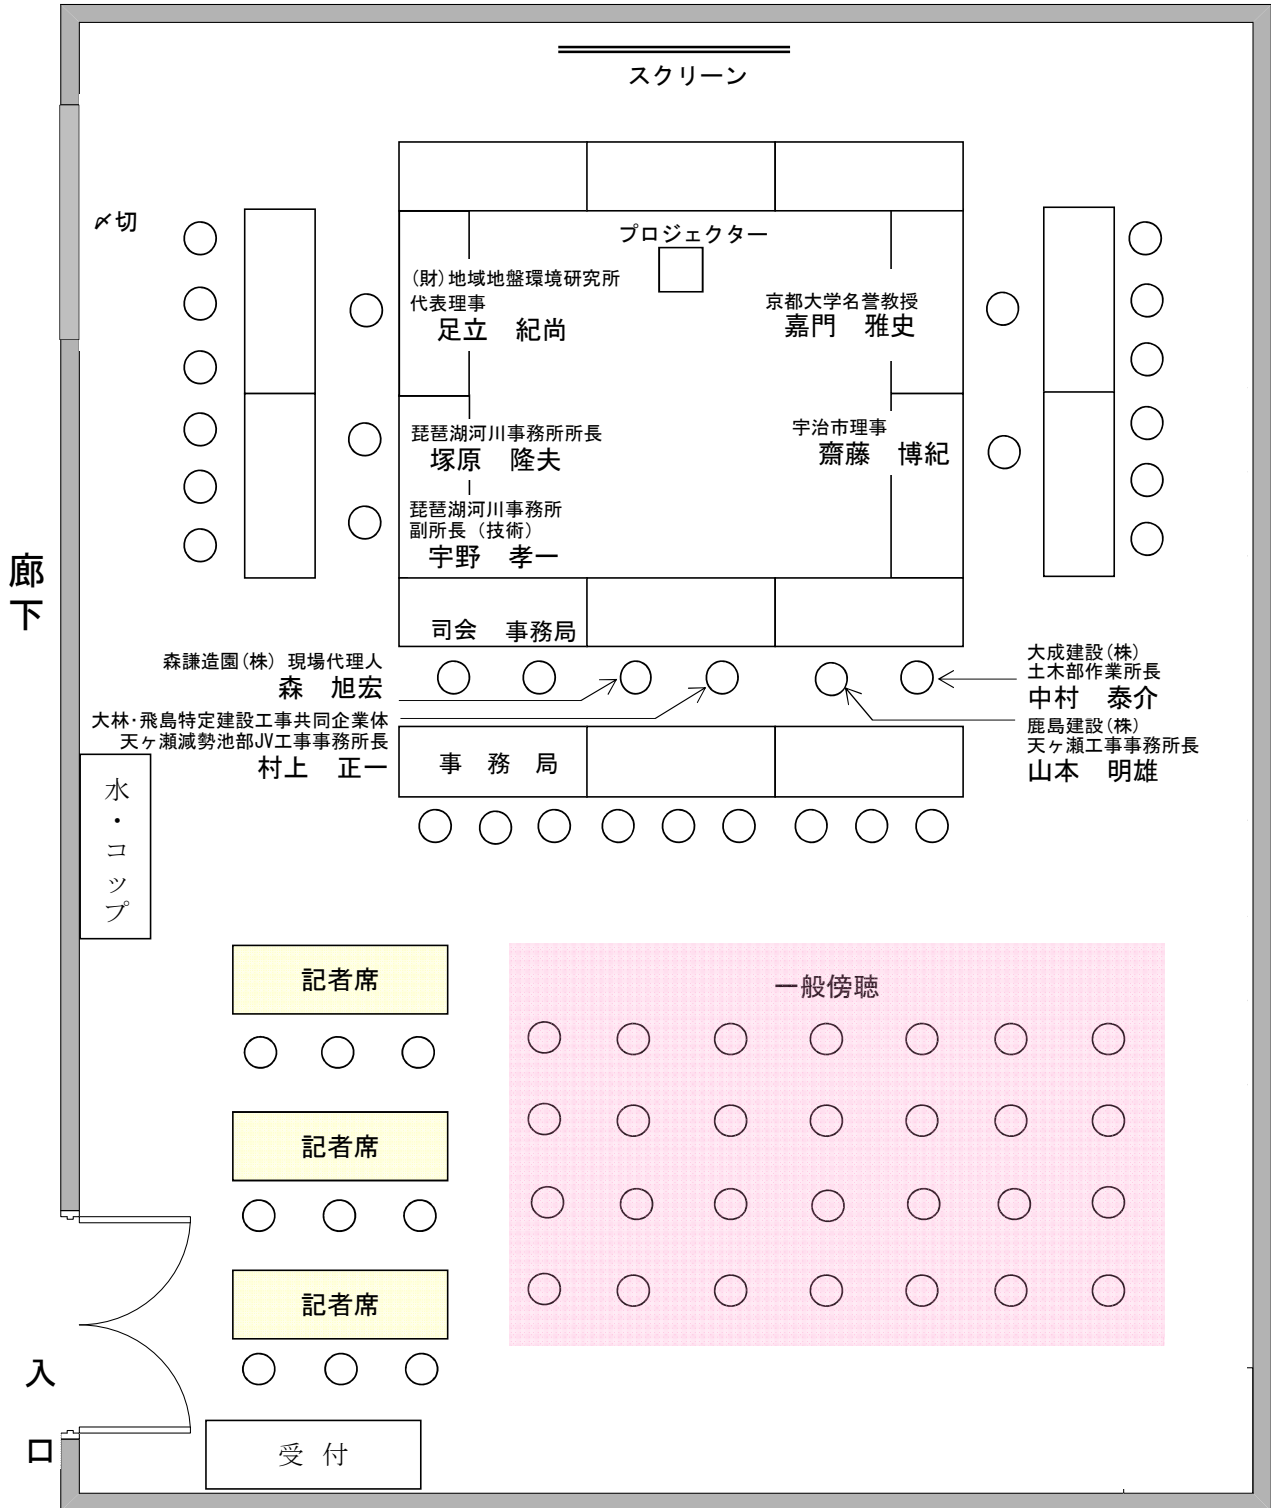 スクリーン
〆切
プロジェクター
(財)地域地盤環境研究所
代表理事
足立　紀尚
京都大学名誉教授
嘉門　雅史
琵琶湖河川事務所所長
塚原　隆夫
宇治市理事
齋藤　博紀
琵琶湖河川事務所
副所長（技術）
宇野　孝一
廊下
司会　事務局
森謙造園(株) 現場代理人
森　旭宏
大林・飛島特定建設工事共同企業体
天ヶ瀬減勢池部JV工事事務所長
村上　正一
大成建設(株)
土木部作業所長
中村　泰介
鹿島建設(株)
天ヶ瀬工事事務所長
山本　明雄
事　務　局
水・コップ
記者席
一般傍聴
記者席
記者席
入口
受 付